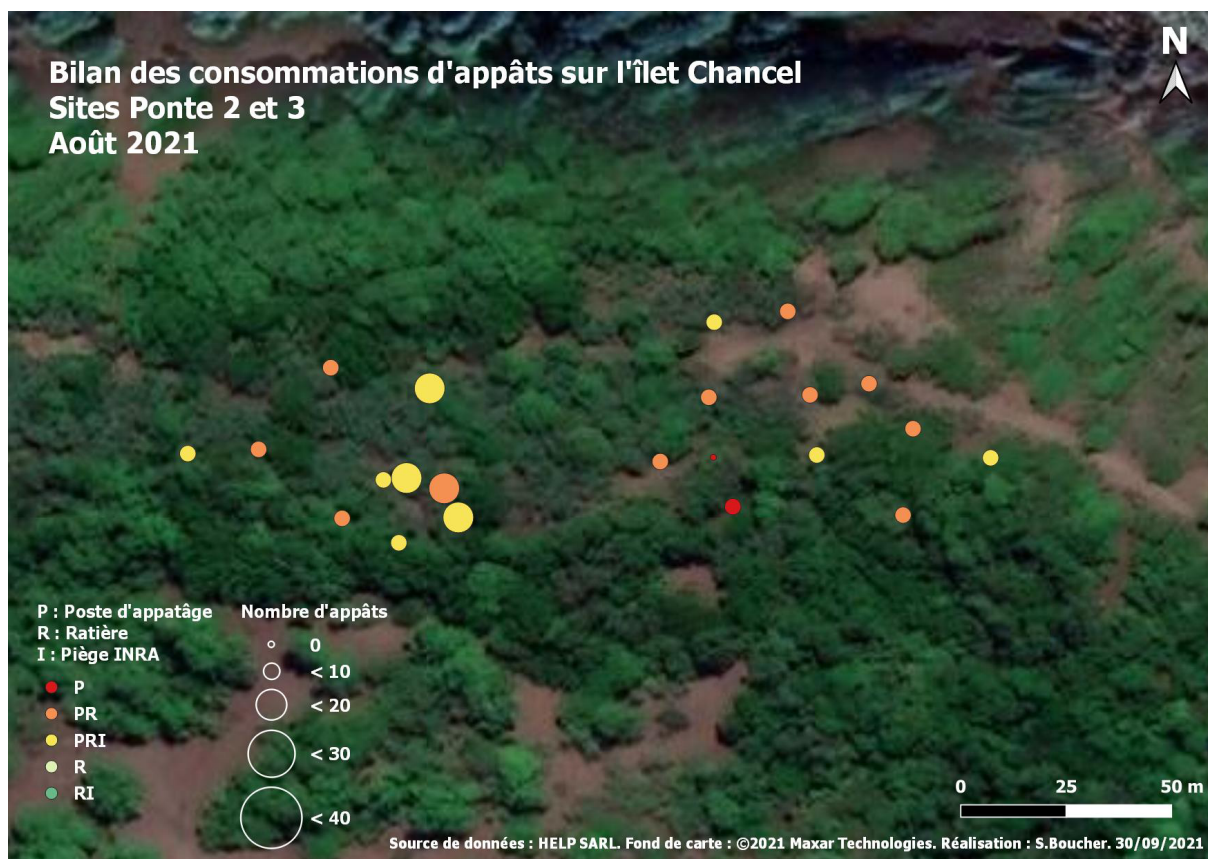 Bilan des consommations d'appâts sur l'îlet Chancel
Sites Ponte 2 et 3
Août 2021
N
P : Poste d'appatâge
R : Ratière
I : Piège INRA
P
PR
PRI
R
RI
Nombre d'appâts
0
< 10
< 20
< 30
< 40
0 25 50 m
Source de données : HELP SARL. Fond de carte : ©2021 Maxar Technologies. Réalisation : S.Boucher. 30/09/2021